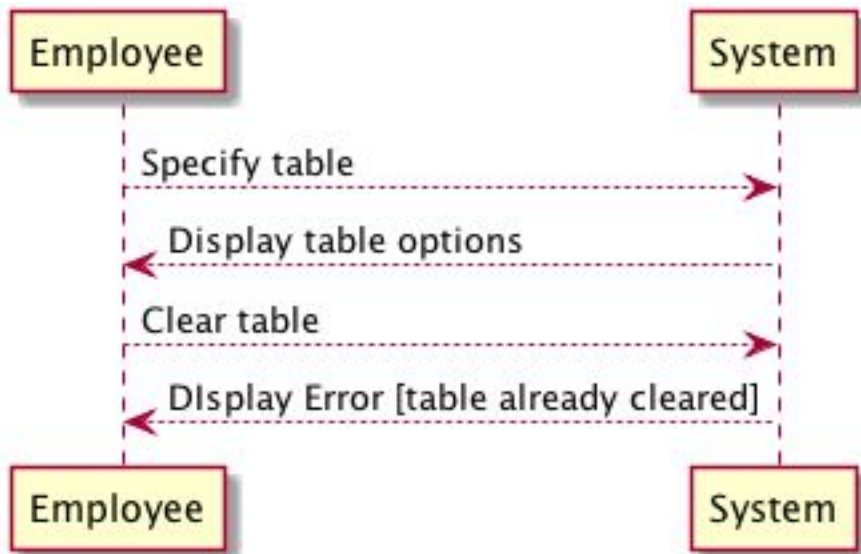 Employee System
Specify table
Display table options
Clear table
DIsplay Error [table already cleared]
Employee System